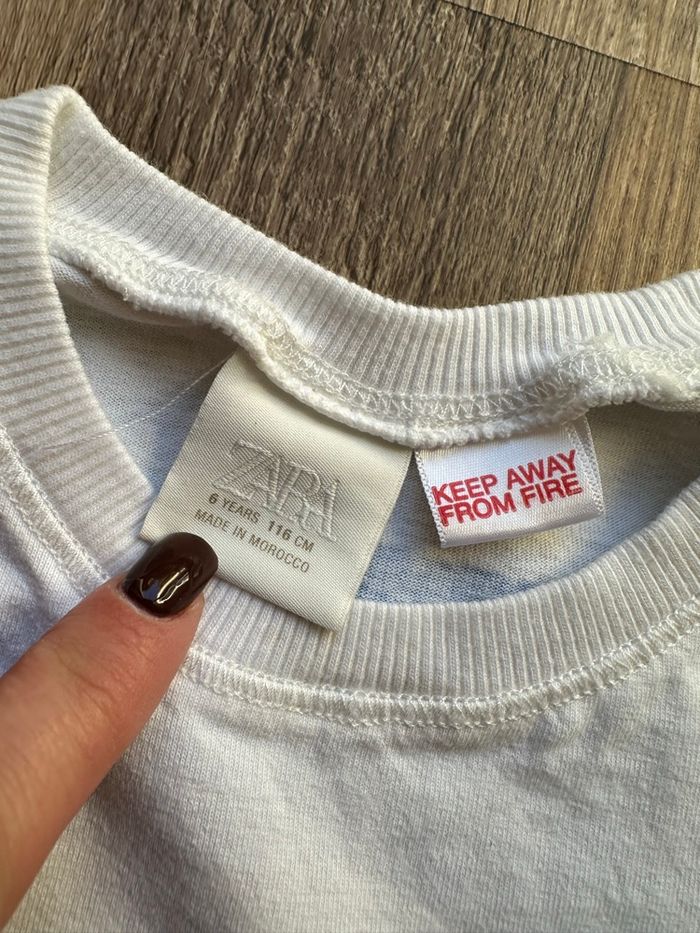 ZARA
6 YEARS 116 CM
MADE IN MOROCCO
KEEP AWAY
FROM FIRE